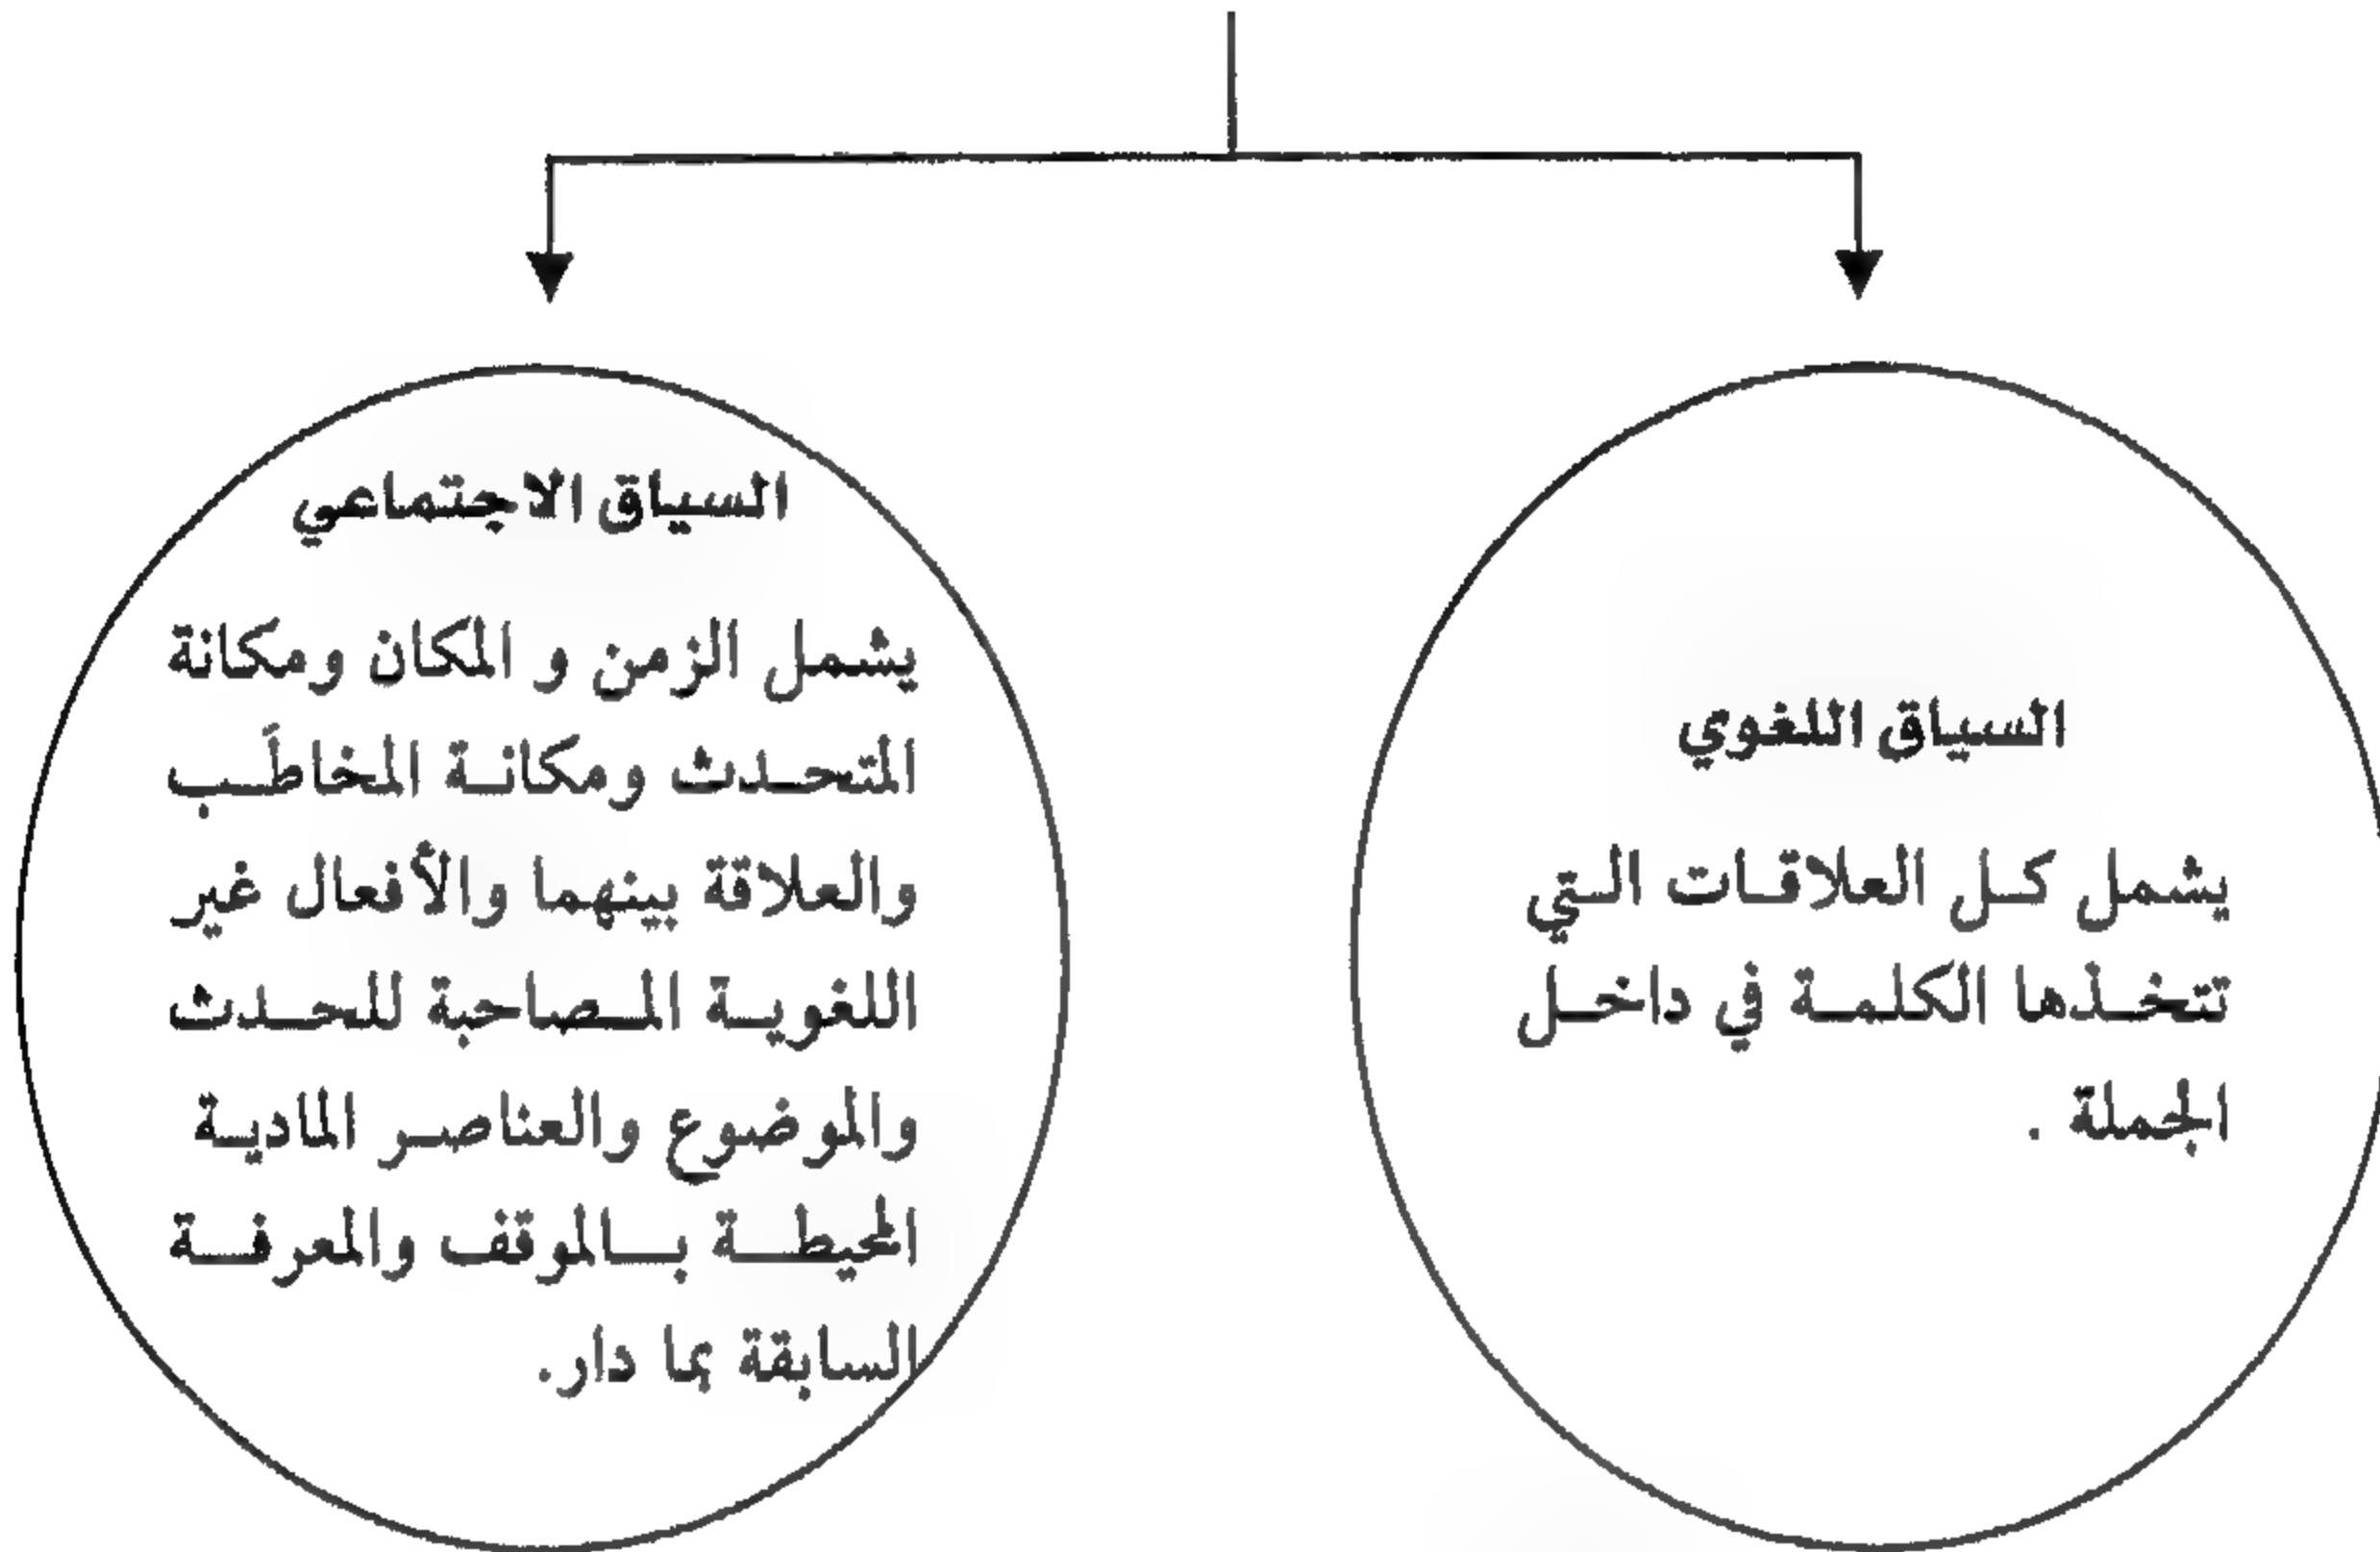 السياق اللغوي
يشمل كل العلاقات التي
تتخذها الكلمة في داخل
الجملة .
السياق الاجتماعي
يشمل الزمن و المكان ومكانة
المتحدث ومكانة المخاطَب
والعلاقة بينهما والأفعال غير
اللغوية المصاحبة للحدث
والموضوع والعناصر المادية
المحيطة بالموقف والمعرفة
السابقة بما دار.